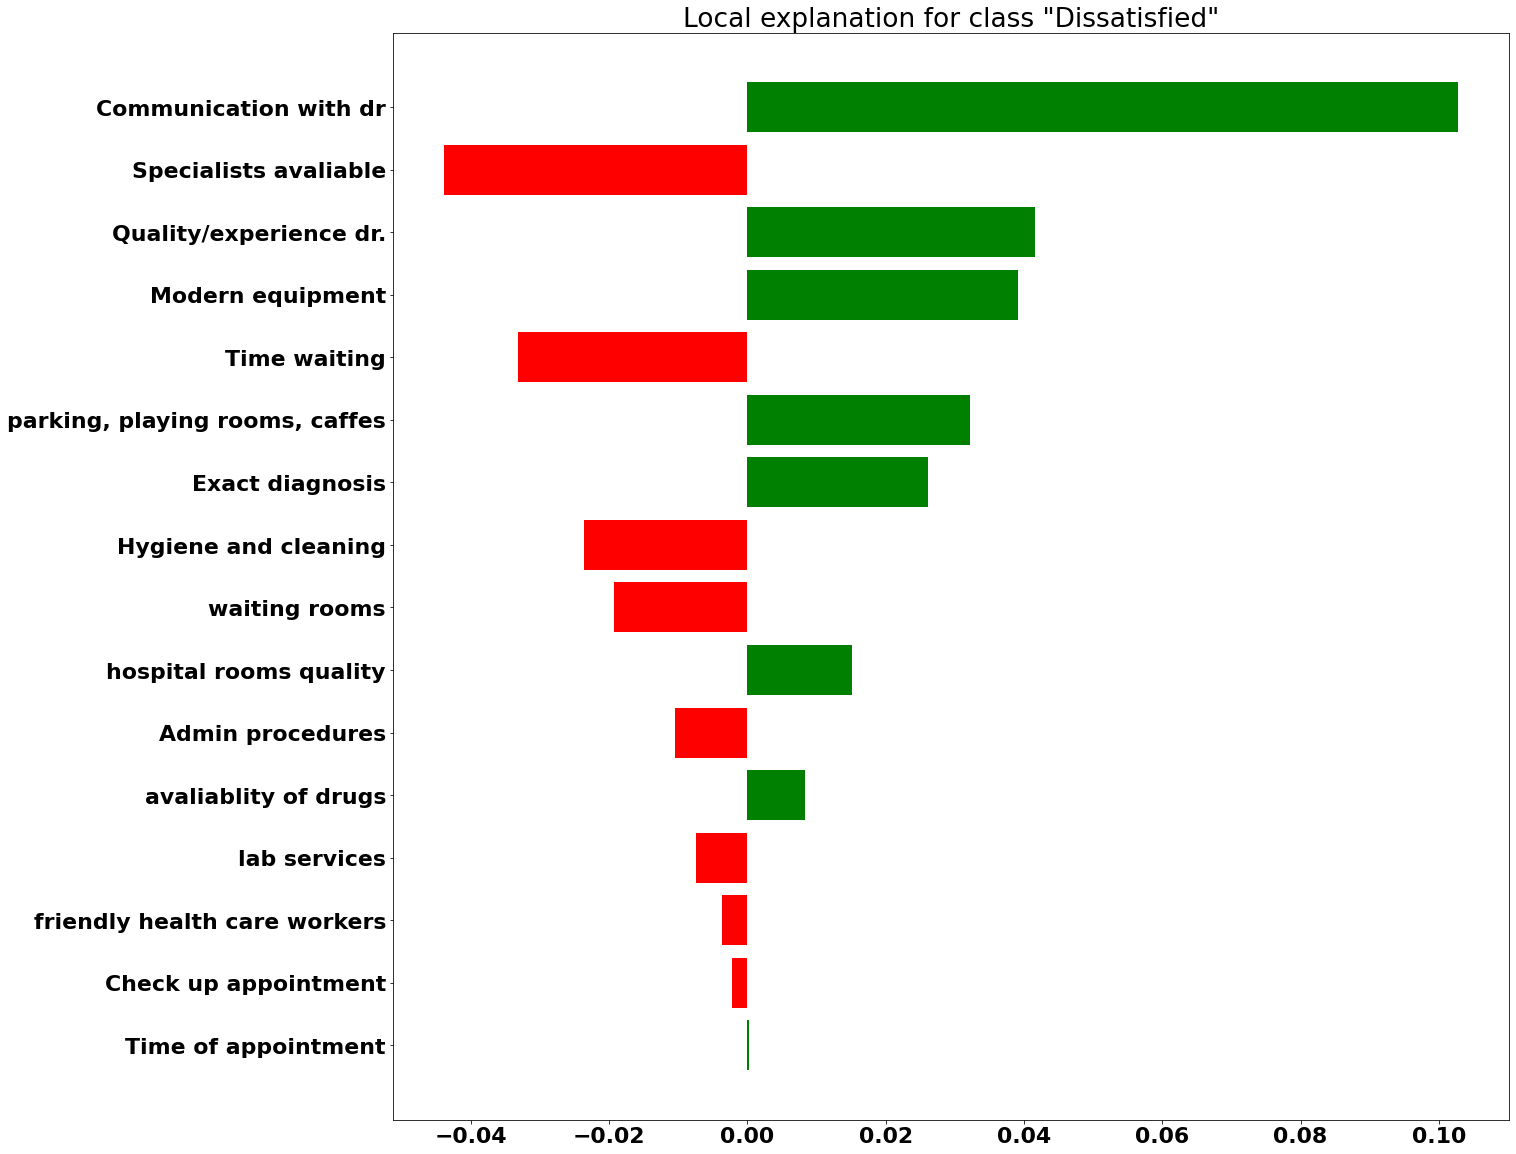 Local explanation for class "Dissatisfied"
Communication with dr
Specialists avaliable
Quality/experience dr.
Modern equipment
Time waiting
parking, playing rooms, caffes
Exact diagnosis
Hygiene and cleaning
waiting rooms
hospital rooms quality
Admin procedures
avaliablity of drugs
lab services
friendly health care workers
Check up appointment
Time of appointment
−0.04 −0.02 0.00 0.02 0.04 0.06 0.08 0.10